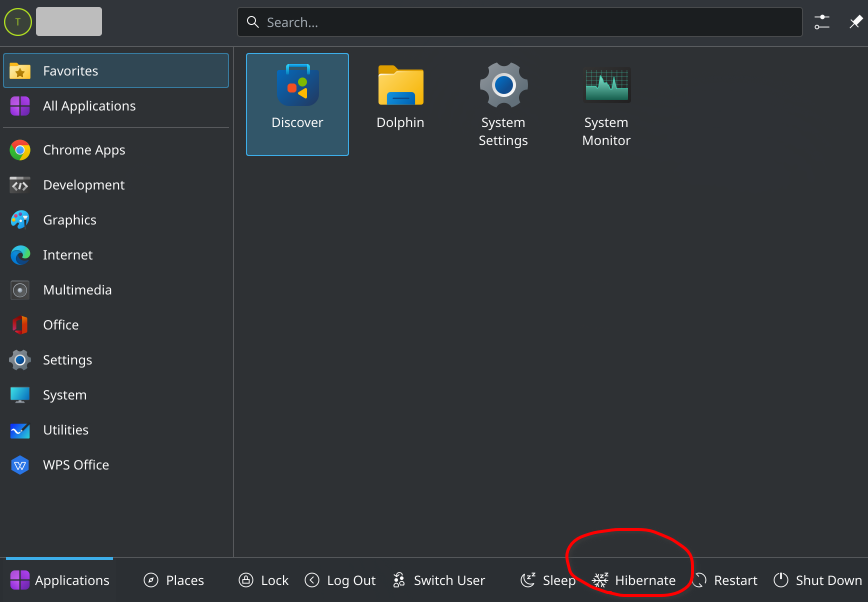 T
Search...
Favorites
All Applications
Chrome Apps
Development
Graphics
Internet
Multimedia
Office
Settings
System
Utilities
WPS Office
Discover
Dolphin
System
Settings
System
Monitor
Applications
Places
Lock
Log Out
Switch User
Sleep
Hibernate
Restart
Shut Down